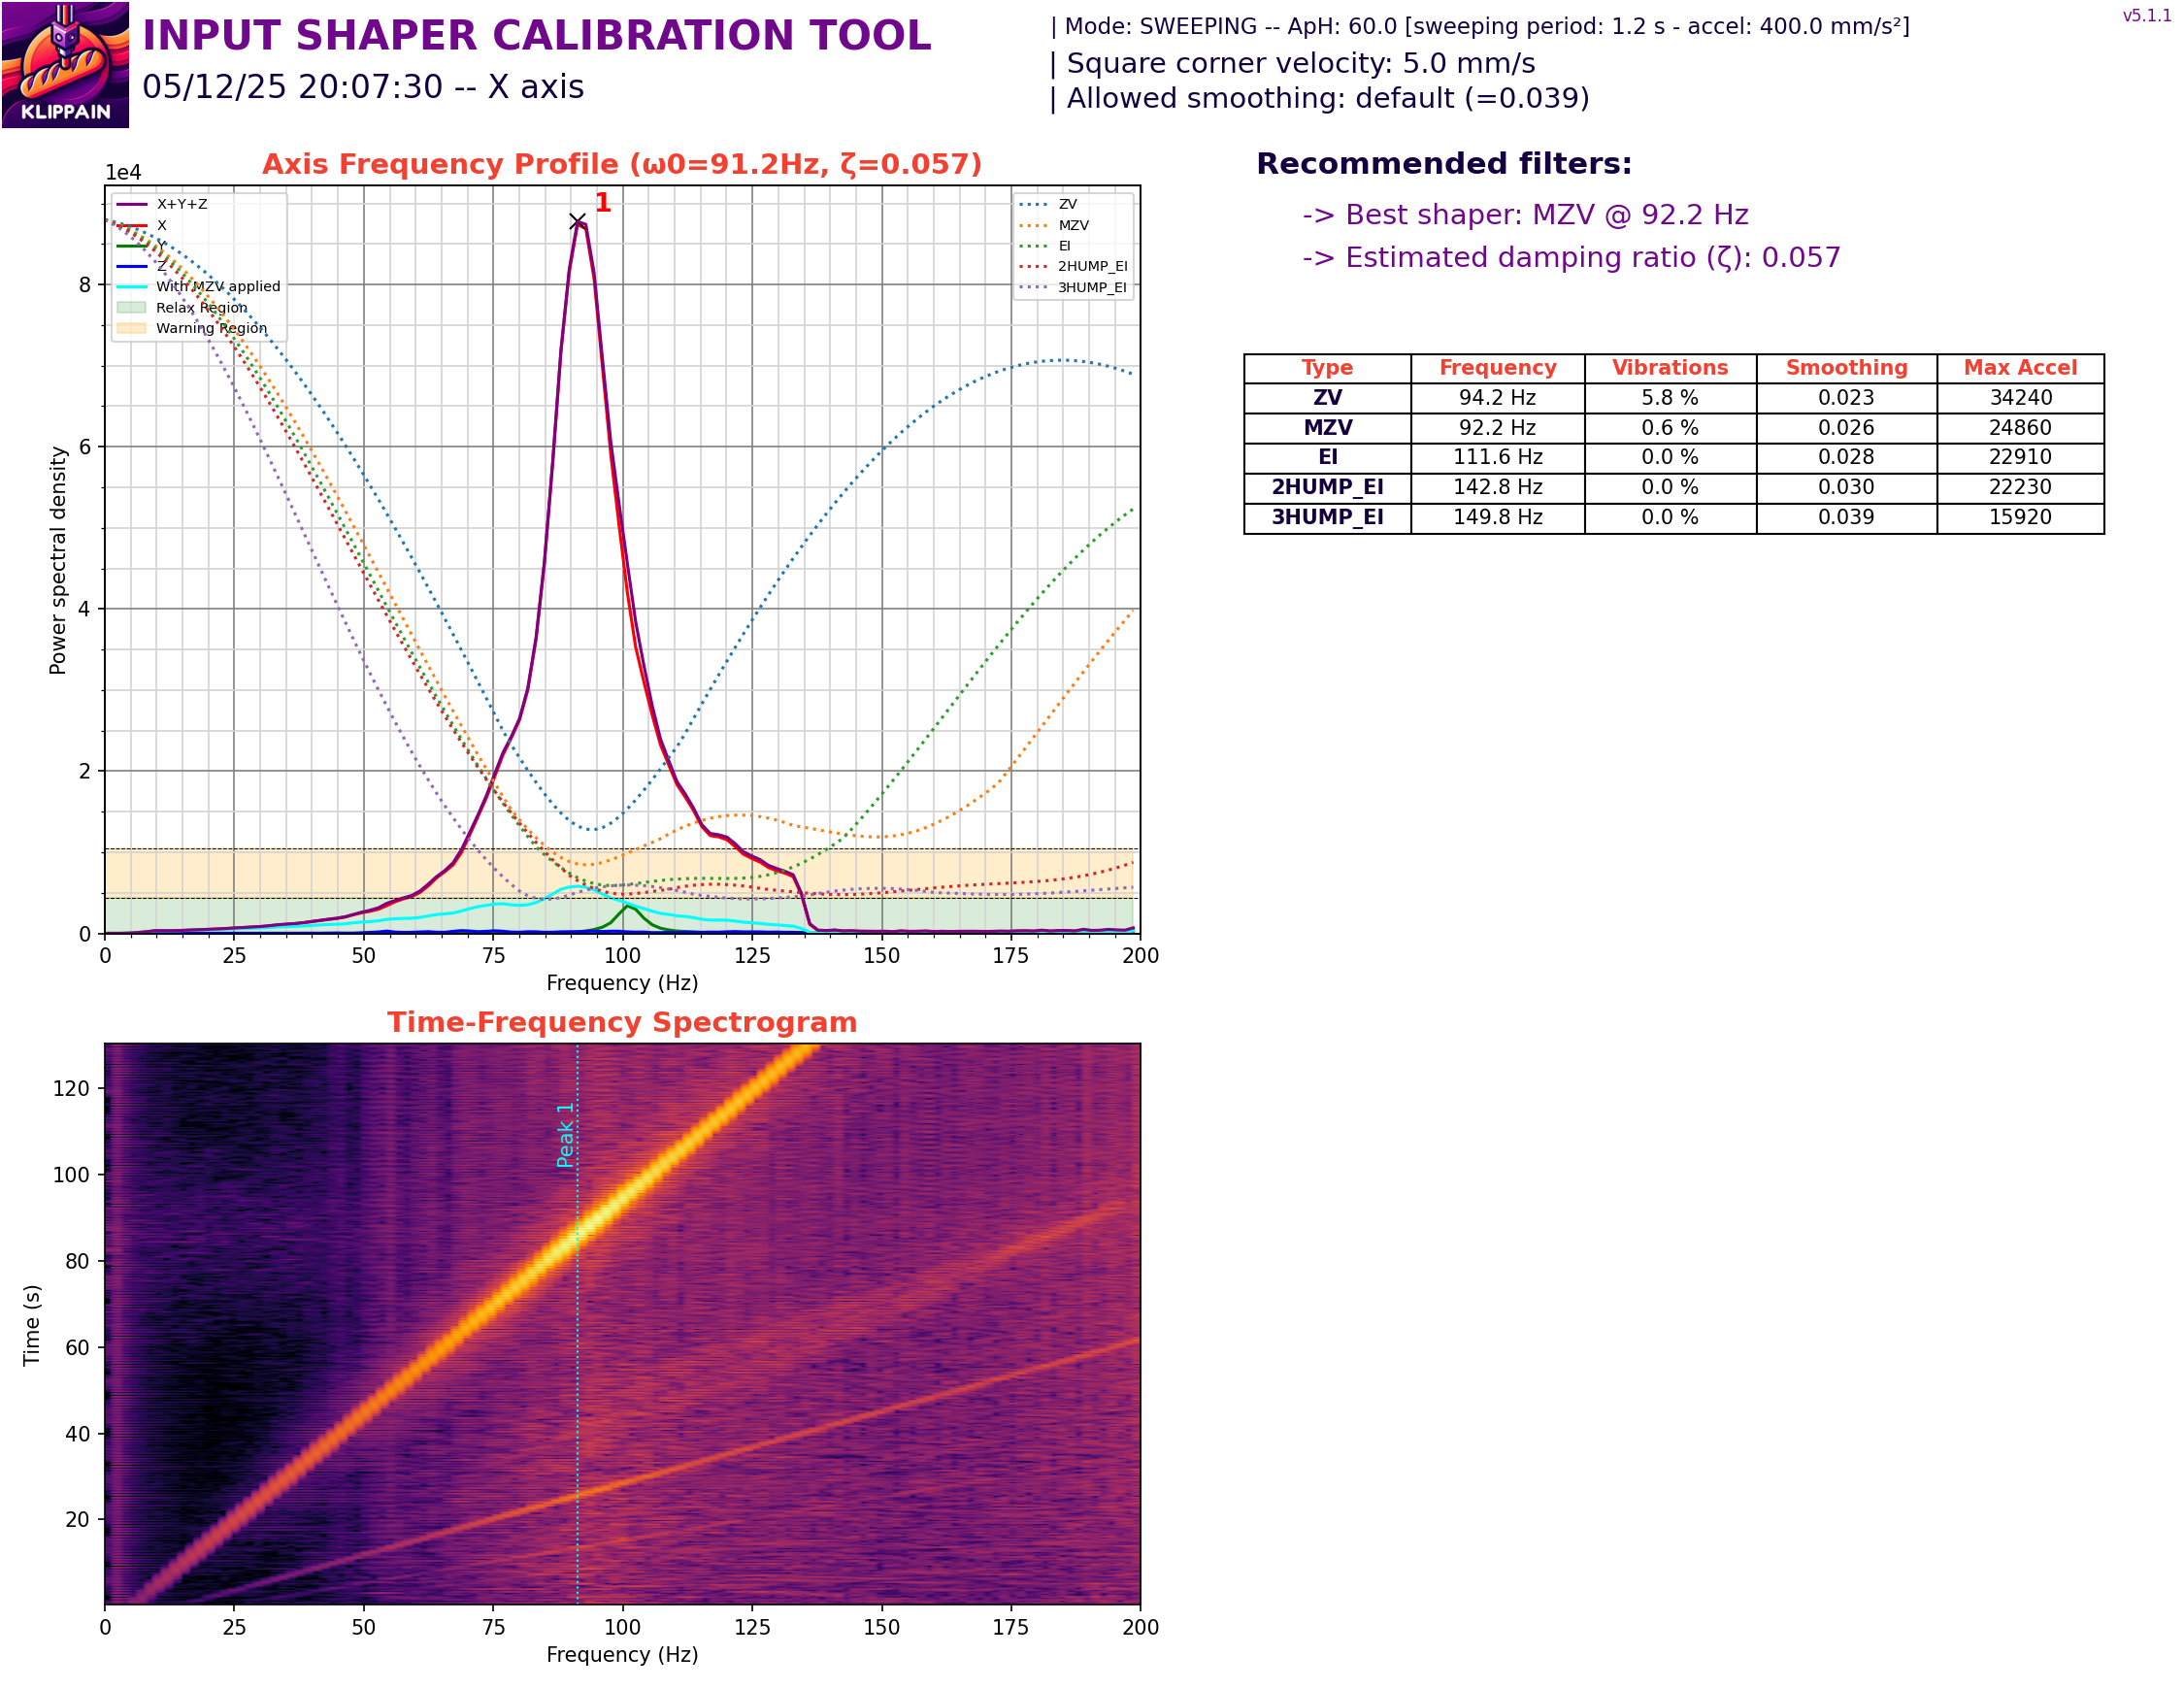 INPUT SHAPER CALIBRATION TOOL
05/12/25 20:07:30 -- X axis
KLIPPAIN
| Mode: SWEEPING -- ApH: 60.0 [sweeping period: 1.2 s - accel: 400.0 mm/s²]
| Square corner velocity: 5.0 mm/s
| Allowed smoothing: default (=0.039)
v5.1.1
Axis Frequency Profile (ω0=91.2Hz, ζ=0.057)
1e4
X+Y+Z
X
Y
Z
With MZV applied
Relax Region
Warning Region
1
ZV
MZV
EI
2HUMP_EI
3HUMP_EI
Power spectral density
8
6
4
2
0
0 25 50 75 100 125 150 175 200
Frequency (Hz)
Recommended filters:
-> Best shaper: MZV @ 92.2 Hz
-> Estimated damping ratio (ζ): 0.057
Type Frequency Vibrations Smoothing Max Accel
ZV 94.2 Hz 5.8 % 0.023 34240
MZV 92.2 Hz 0.6 % 0.026 24860
EI 111.6 Hz 0.0 % 0.028 22910
2HUMP_EI 142.8 Hz 0.0 % 0.030 22230
3HUMP_EI 149.8 Hz 0.0 % 0.039 15920
Time-Frequency Spectrogram
Time (s)
120
100
80
60
40
20
Peak 1
0 25 50 75 100 125 150 175 200
Frequency (Hz)